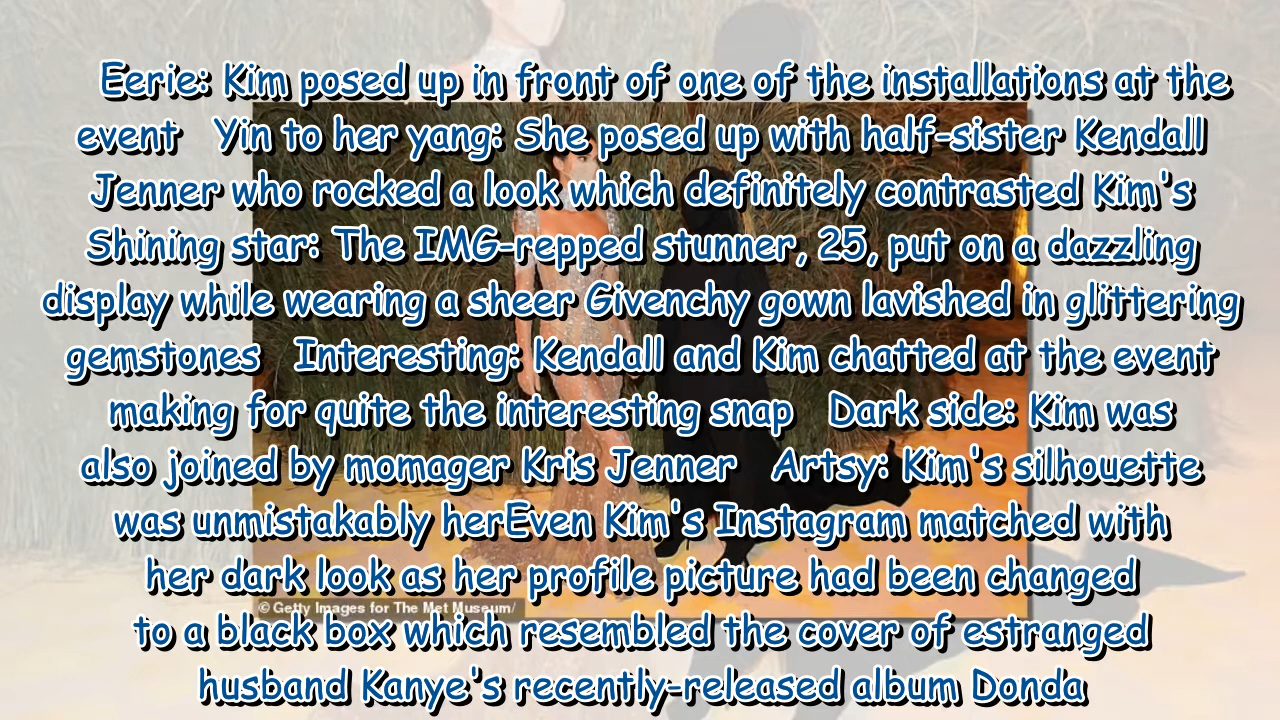 Eerie: Kim posed up in front of one of the installations at the
event   Yin to her yang: She posed up with half-sister Kendall
Jenner who rocked a look which definitely contrasted Kim's
Shining star: The IMG-repped stunner, 25, put on a dazzling
display while wearing a sheer Givenchy gown lavished in glittering
gemstones   Interesting: Kendall and Kim chatted at the event
making for quite the interesting snap   Dark side: Kim was
also joined by momager Kris Jenner   Artsy: Kim's silhouette
was unmistakably herEven Kim's Instagram matched with
her dark look as her profile picture had been changed
© Getty Images for The Met Museum/
to a black box which resembled the cover of estranged
husband Kanye's recently-released album Donda